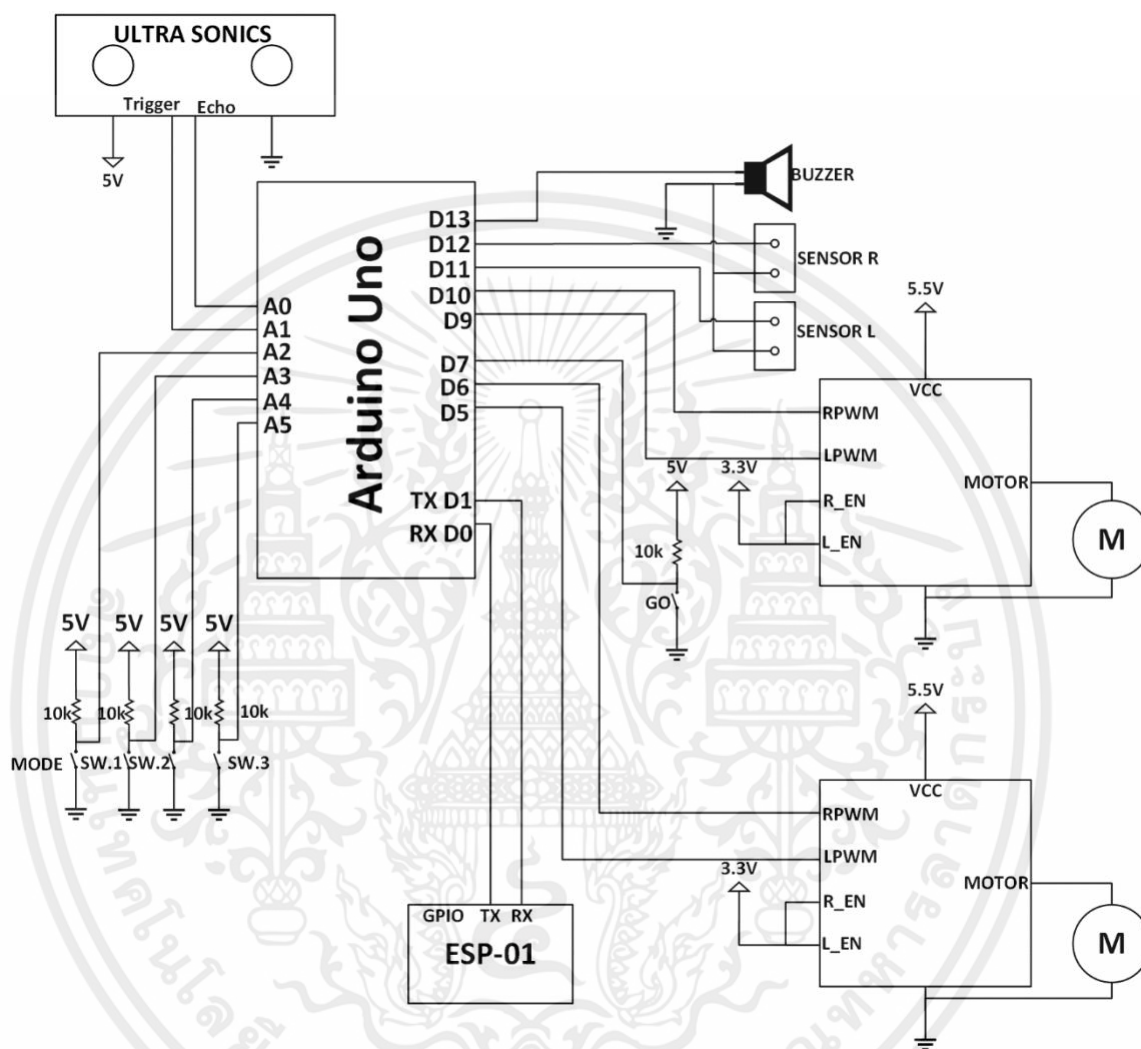 ULTRA SONICS
Trigger Echo
5V
BUZZER
Arduino Uno
D13
D12
D11
D10
D9
D7
D6
D5
TX D1
RX D0
A0
A1
A2
A3
A4
A5
SENSOR R
SENSOR L
5.5V
VCC
RPWM
LPWM
R_EN
L_EN
MOTOR
M
3.3V
5V
10k
GO
5V 5V 5V 5V
10k 10k 10k 10k
MODE SW.1 SW.2 SW.3
5.5V
VCC
RPWM
LPWM
R_EN
L_EN
MOTOR
M
3.3V
GPIO TX RX
ESP-01